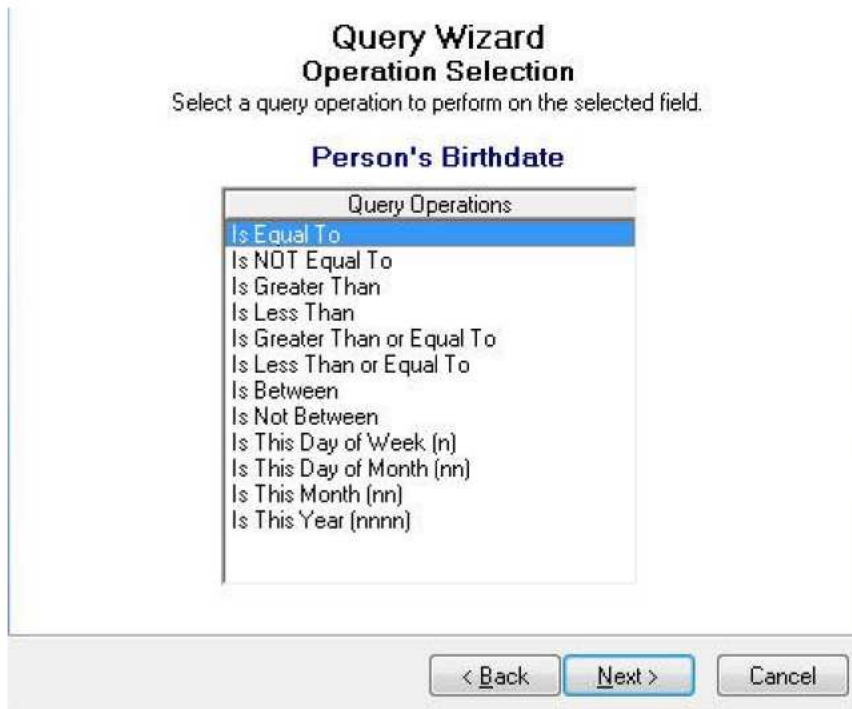 Query Wizard
Operation Selection
Select a query operation to perform on the selected field.
Person's Birthdate
Query Operations
Is Equal To
Is NOT Equal To
Is Greater Than
Is Less Than
Is Greater Than or Equal To
Is Less Than or Equal To
Is Between
Is Not Between
Is This Day of Week (n)
Is This Day of Month (nn)
Is This Month (nn)
Is This Year (nnnn)
< Back Next > Cancel